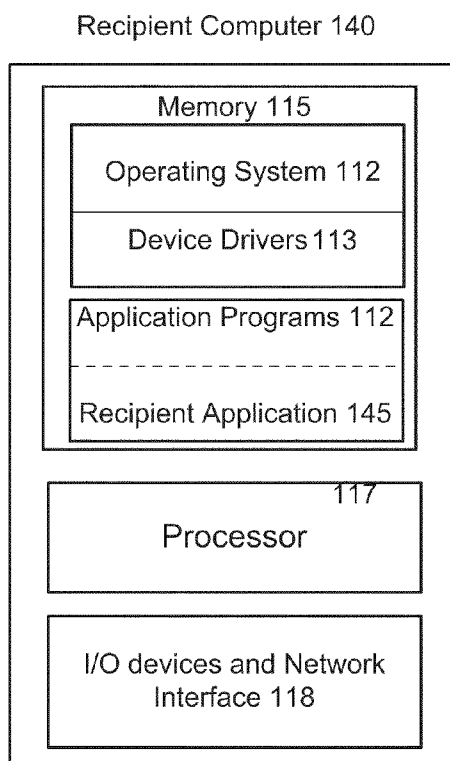 Recipient Computer 140
Memory 115
Operating System 112
Device Drivers 113
Application Programs 112
Recipient Application 145
117
Processor
I/O devices and Network
Interface 118